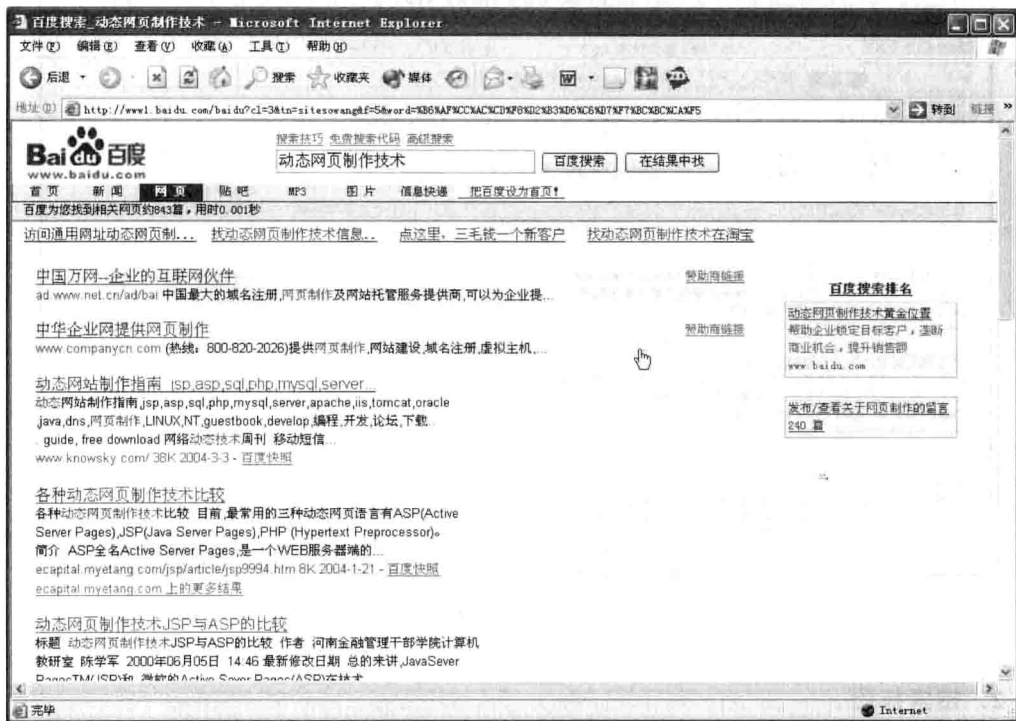 百度搜索_动态网页制作技术 - Microsoft Internet Explorer
文件(F) 编辑(E) 查看(V) 收藏(A) 工具(T) 帮助(H)
后退 搜索 收藏夹 媒体
地址(D) http://www1.baidu.com/baidu?cl=3&tn=sitesowang&f=5&word=%B6%AF%CC%AC%CD%F8%D2%B3%D6%C6%D7%F7%BC%BC%CA%F5 转到 链接 »
搜索技巧 免费搜索代码 高级搜索
Bai du 百度
www.baidu.com
动态网页制作技术 百度搜索 在结果中找
首页 新闻 网页 贴吧 MP3 图片 信息快递 把百度设为首页!
百度为您找到相关网页约843篇，用时0.001秒
访问通用网址动态网页制... 找动态网页制作技术信息.. 点这里，三毛钱一个新客户 找动态网页制作技术在淘宝
中国万网--企业的互联网伙伴 赞助商链接
ad.www.net.cn/ad/bai 中国最大的域名注册,网页制作及网站托管服务提供商,可以为企业提...
中华企业网提供网页制作 赞助商链接
www.companycn.com (热线：800-820-2026)提供网页制作,网站建设,域名注册,虚拟主机,...
动态网站制作指南 jsp,asp,sql,php,mysql,server...
动态网站制作指南,jsp,asp,sql,php,mysql,server,apache,iis,tomcat,oracle
,java,dns,网页制作,LINUX,NT,guestbook,develop,编程,开发,论坛,下载..
. guide, free download 网络动态技术周刊 移动短信...
www.knowsky.com/ 38K 2004-3-3 - 百度快照
各种动态网页制作技术比较
各种动态网页制作技术比较 目前,最常用的三种动态网页语言有ASP(Active
Server Pages),JSP(Java Server Pages),PHP (Hypertext Preprocessor)。
简介 ASP全名Active Server Pages,是一个WEB服务器端的...
ecapital.myetang.com/jsp/article/jsp9994.htm 8K 2004-1-21 - 百度快照
ecapital.myetang.com 上的更多结果
动态网页制作技术JSP与ASP的比较
标题 动态网页制作技术JSP与ASP的比较 作者 河南金融管理干部学院计算机
教研室 陈学军 2000年06月05日 14:46 最新修改日期 总的来讲,JavaSever
PagesTM(JSP)和 微软的Active Sever Pages(ASP)在技术
百度搜索排名
动态网页制作技术黄金位置
帮助企业锁定目标客户，垄断
商业机会，提升销售额
www.baidu.com
发布/查看关于网页制作的留言
240 篇
完毕 Internet